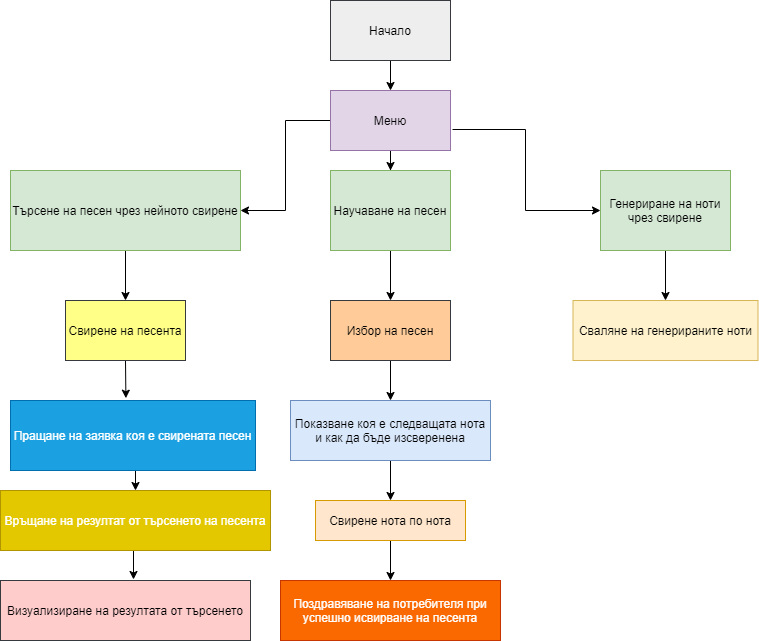 Начало
Меню
Търсене на песен чрез нейното свирене
Научаване на песен
Генериране на ноти
чрез свирене
Свирене на песента
Избор на песен
Сваляне на генерираните ноти
Пращане на заявка коя е свирената песен
Показване коя е следващата нота
и как да бъде изсверенена
Връщане на резултат от търсенето на песента
Свирене нота по нота
Визуализиране на резултата от търсенето
Поздравяване на потребителя при
успешно исвирване на песента